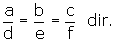 a/d = b/e = c/f dir.